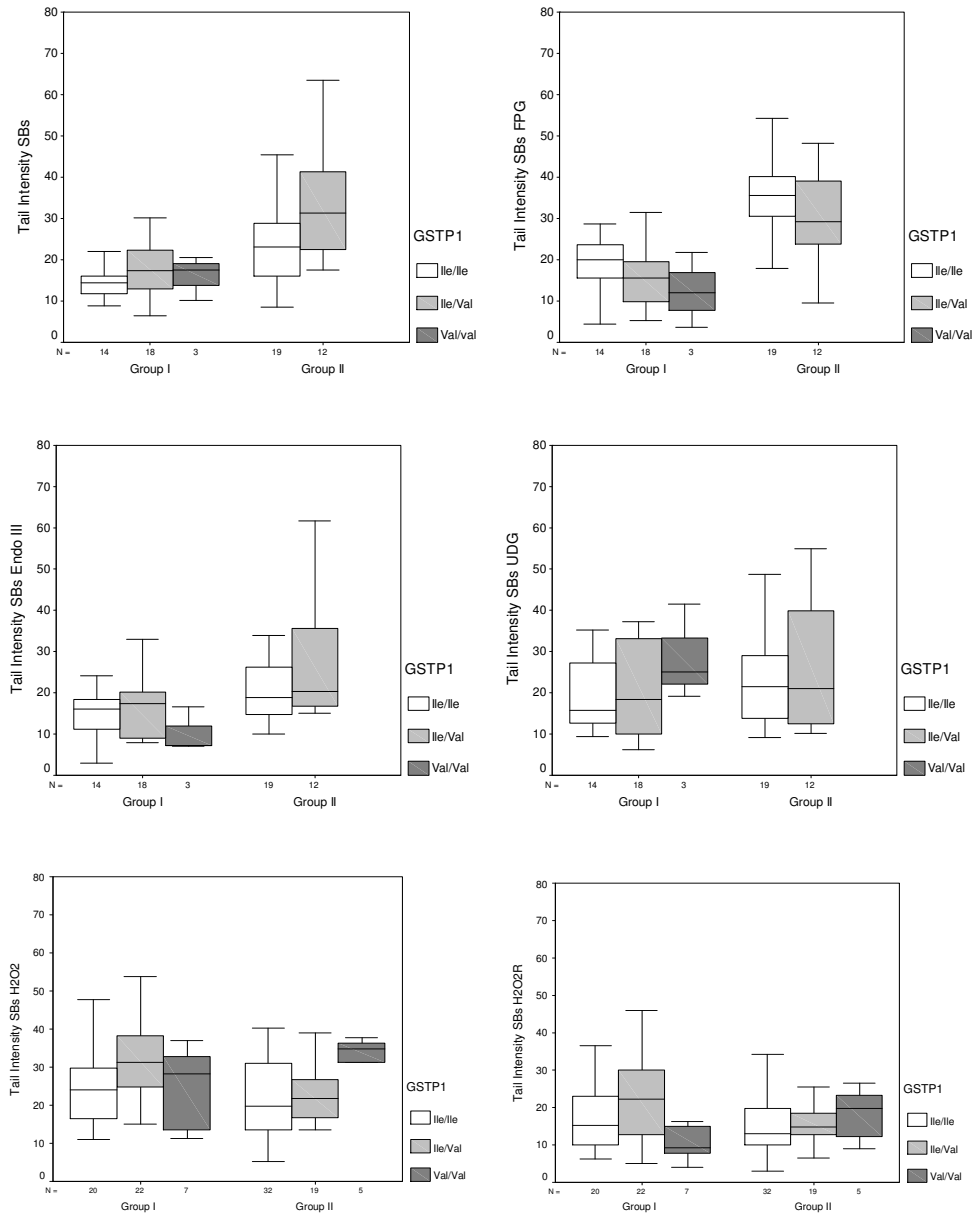 Tail Intensity SBs
80
70
60
50
40
30
20
10
0
N = 14 18 3 19 12
Group I Group II
GSTP1
Ile/Ile
Ile/Val
Val/val
Tail Intensity SBs FPG
80
70
60
50
40
30
20
10
0
N = 14 18 3 19 12
Group I Group II
GSTP1
Ile/Ile
Ile/Val
Val/Val
Tail Intensity SBs Endo III
80
70
60
50
40
30
20
10
0
N = 14 18 3 19 12
Group I Group II
GSTP1
Ile/Ile
Ile/Val
Val/Val
Tail Intensity SBs UDG
80
70
60
50
40
30
20
10
0
N = 14 18 3 19 12
Group I Group II
GSTP1
Ile/Ile
Ile/Val
Val/Val
Tail Intensity SBs H2O2
80
70
60
50
40
30
20
10
0
N = 20 22 7 32 19 5
Group I Group II
GSTP1
Ile/Ile
Ile/Val
Val/Val
Tail Intensity SBs H2O2R
80
70
60
50
40
30
20
10
0
N = 20 22 7 32 19 5
Group I Group II
GSTP1
Ile/Ile
Ile/Val
Val/Val